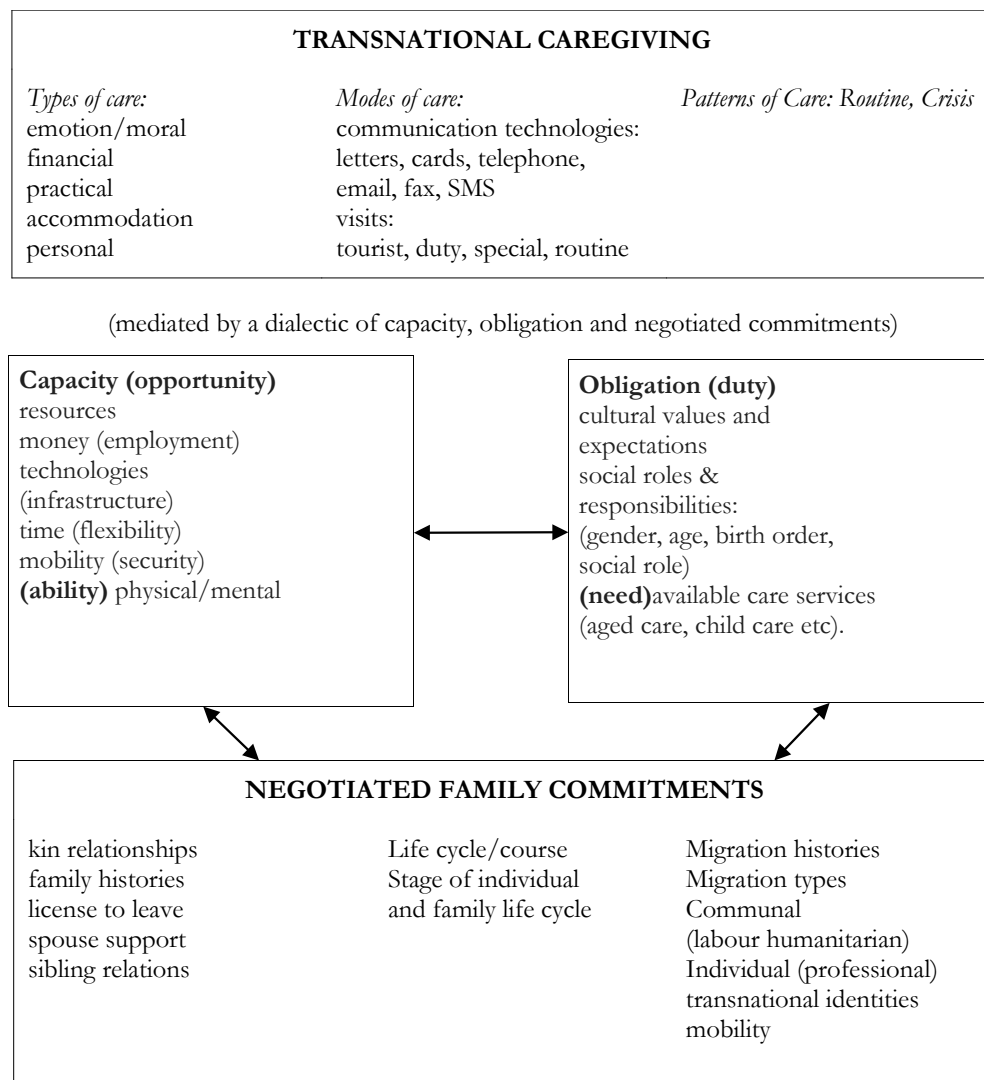 TRANSNATIONAL CAREGIVING
Types of care:
emotion/moral
financial
practical
accommodation
personal
Modes of care:
communication technologies:
letters, cards, telephone,
email, fax, SMS
visits:
tourist, duty, special, routine
Patterns of Care: Routine, Crisis
(mediated by a dialectic of capacity, obligation and negotiated commitments)
Capacity (opportunity)
resources
money (employment)
technologies
(infrastructure)
time (flexibility)
mobility (security)
(ability) physical/mental
Obligation (duty)
cultural values and
expectations
social roles &
responsibilities:
(gender, age, birth order,
social role)
(need)available care services
(aged care, child care etc).
NEGOTIATED FAMILY COMMITMENTS
kin relationships
family histories
license to leave
spouse support
sibling relations
Life cycle/course
Stage of individual
and family life cycle
Migration histories
Migration types
Communal
(labour humanitarian)
Individual (professional)
transnational identities
mobility